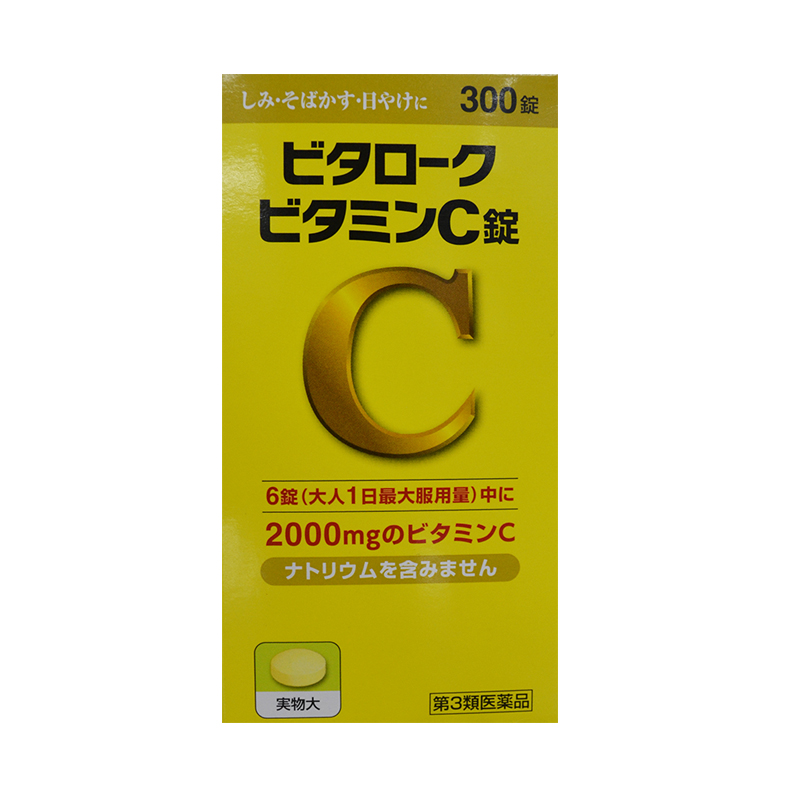 しみ・そばかす・日やけに 300錠
ビタローク
ビタミンC錠
C
6錠(大人1日最大服用量)中に
2000mgのビタミンC
ナトリウムを含みません
実物大
第3類医薬品